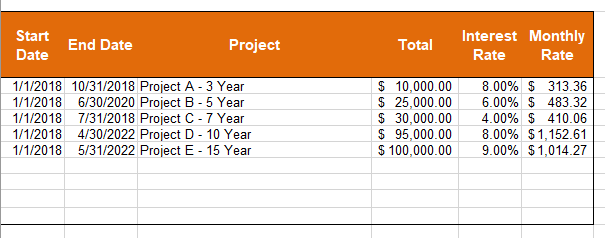 Start Date End Date Project Total Interest Rate Monthly Rate
1/1/2018 10/31/2018 Project A - 3 Year $ 10,000.00 8.00% $ 313.36
1/1/2018 6/30/2020 Project B - 5 Year $ 25,000.00 6.00% $ 483.32
1/1/2018 7/31/2018 Project C - 7 Year $ 30,000.00 4.00% $ 410.06
1/1/2018 4/30/2022 Project D - 10 Year $ 95,000.00 8.00% $1,152.61
1/1/2018 5/31/2022 Project E - 15 Year $ 100,000.00 9.00% $1,014.27